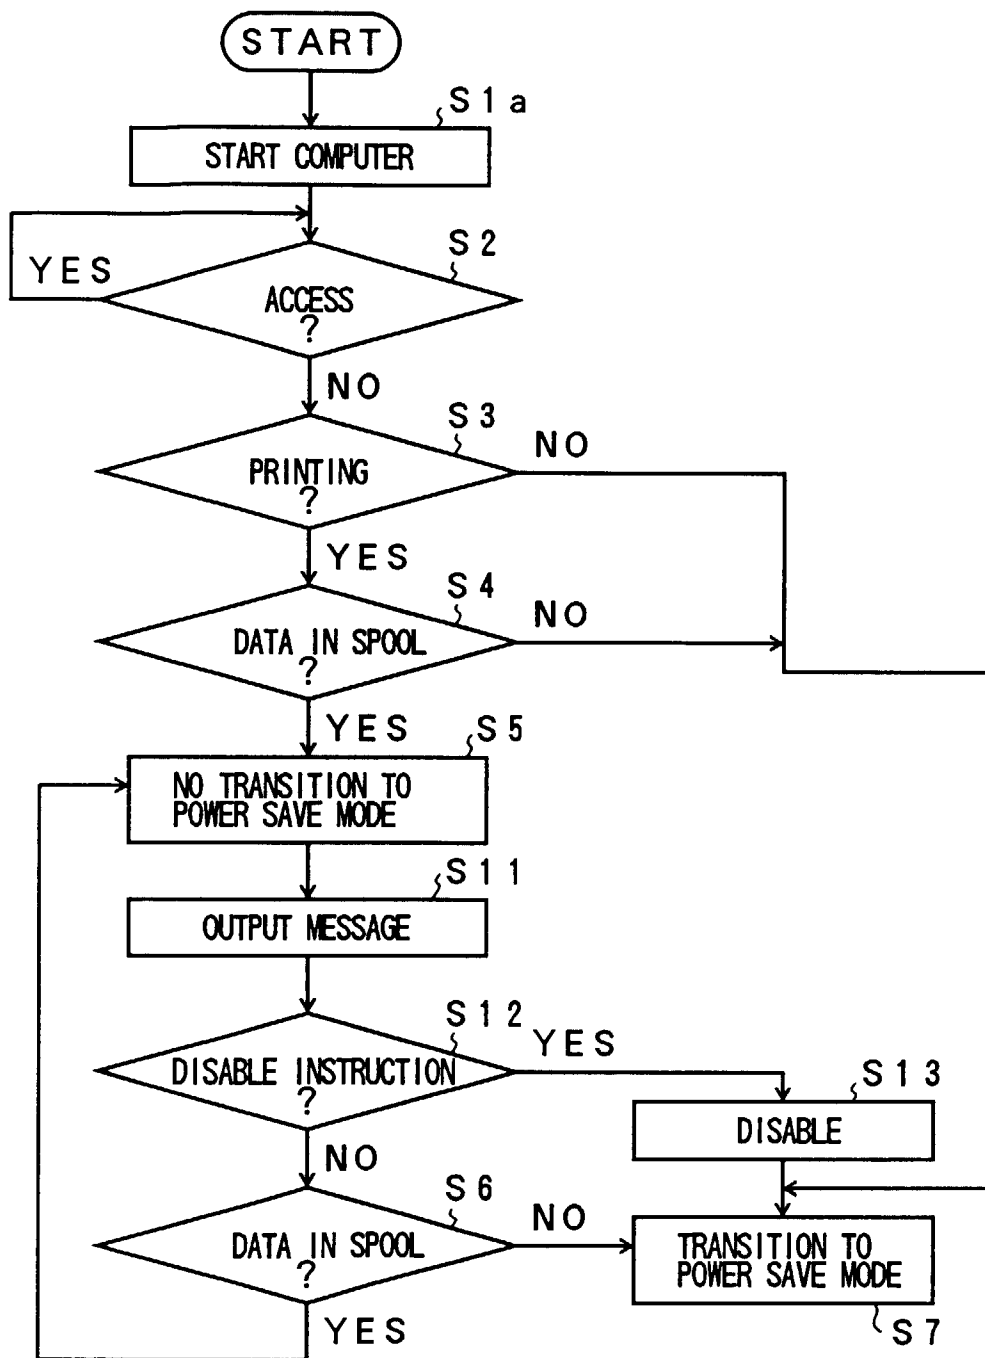 START
S1a
START COMPUTER
S2
YES
ACCESS
?
NO
S3
NO
PRINTING
?
YES
S4
NO
DATA IN SPOOL
?
YES
S5
NO TRANSITION TO
POWER SAVE MODE
S11
OUTPUT MESSAGE
S12
YES
DISABLE INSTRUCTION
?
S13
DISABLE
NO
S6
NO
DATA IN SPOOL
?
TRANSITION TO
POWER SAVE MODE
YES
S7